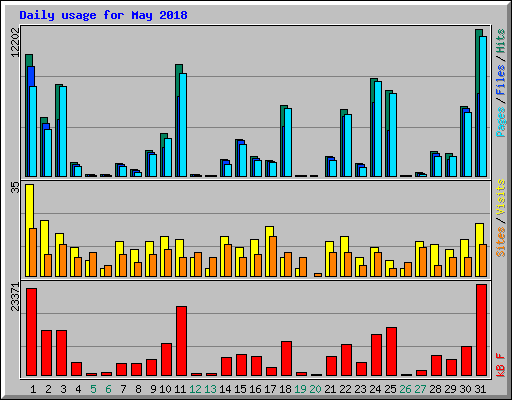 Daily usage for May 2018
12202
Pages / Files / Hits
35
Sites / Visits
23371
kB F
1 2 3 4 5 6 7 8 9 10 11 12 13 14 15 16 17 18 19 20 21 22 23 24 25 26 27 28 29 30 31